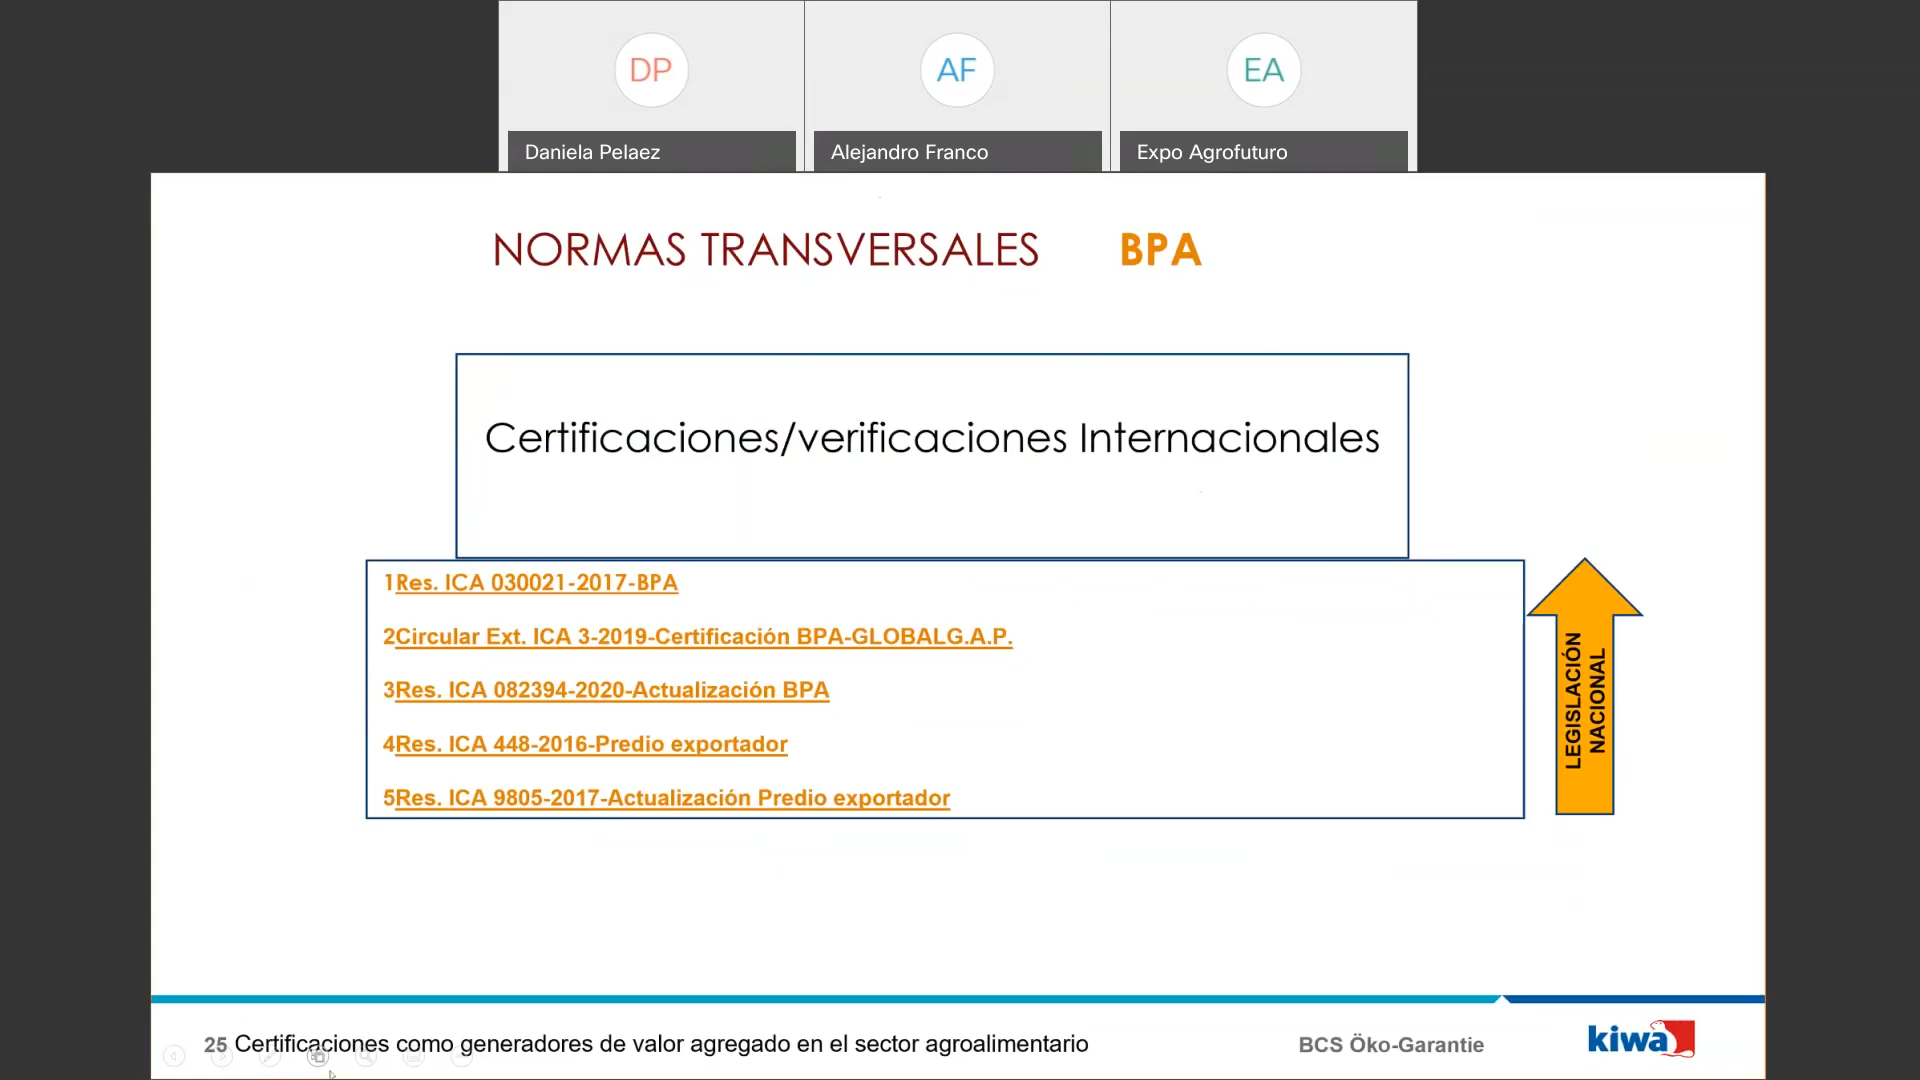 DP
AF
EA
Daniela Pelaez
Alejandro Franco
Expo Agrofuturo
NORMAS TRANSVERSALES BPA
Certificaciones/verificaciones Internacionales
1Res. ICA 030021-2017-BPA
2Circular Ext. ICA 3-2019-Certificación BPA-GLOBALG.A.P.
3Res. ICA 082394-2020-Actualización BPA
4Res. ICA 448-2016-Predio exportador
5Res. ICA 9805-2017-Actualización Predio exportador
LEGISLACIÓN
NACIONAL
25 Certificaciones como generadores de valor agregado en el sector agroalimentario
BCS Öko-Garantie
kiwa